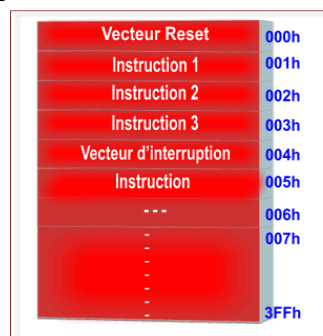 Vecteur Reset 000h
Instruction 1 001h
Instruction 2 002h
Instruction 3 003h
Vecteur d'interruption 004h
Instruction 005h
- - - 006h
007h
-
-
-
-
-
-
- 3FFh